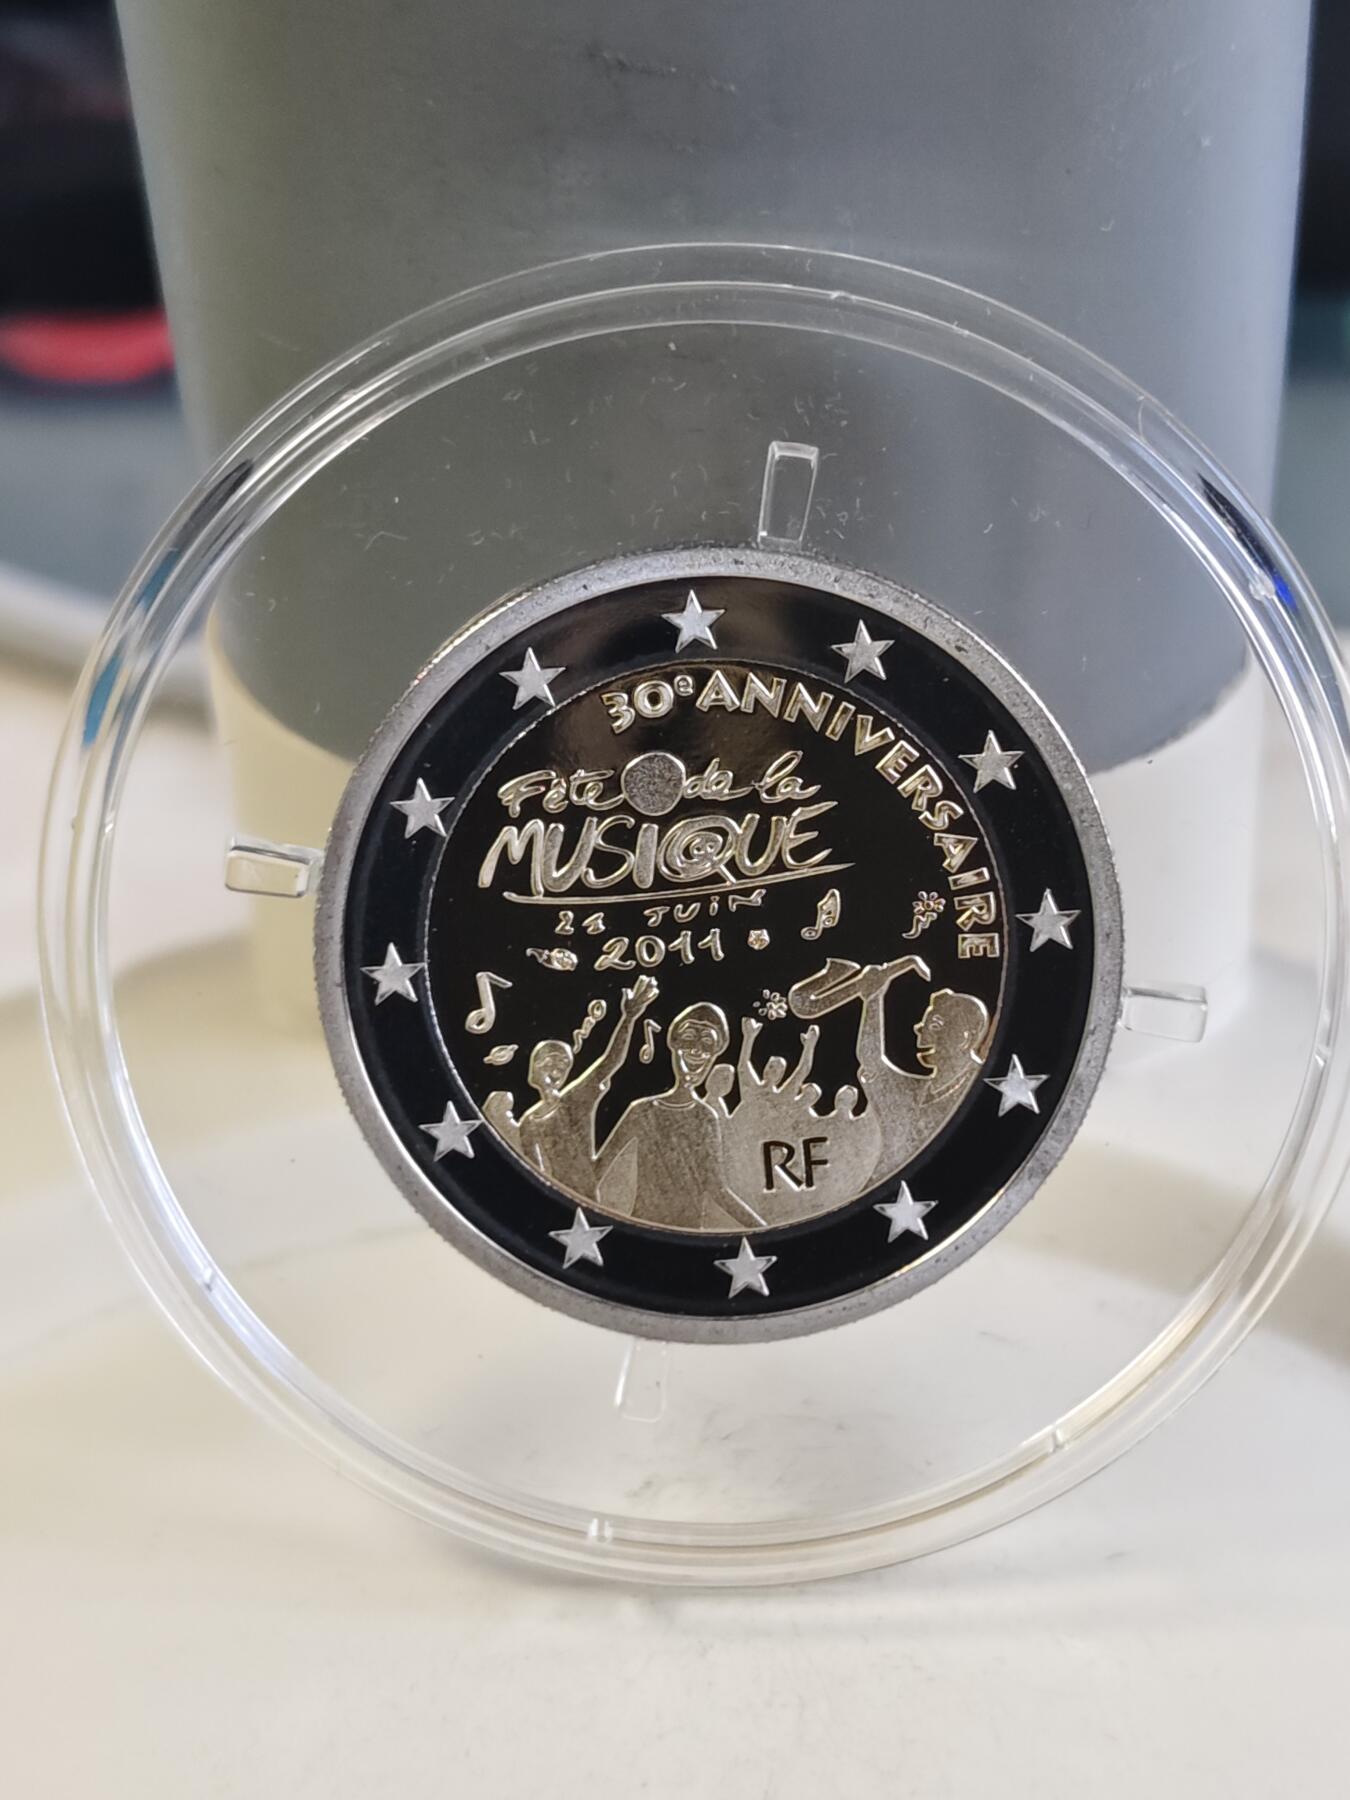 30e ANNIVERSAIRE
Fête de la
MUSIQUE
21 JUIN
2011
RF